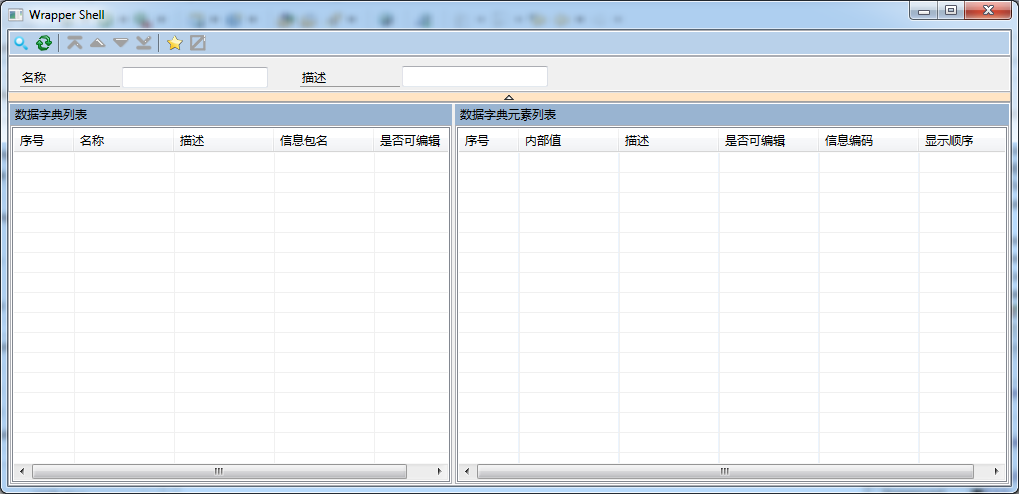 Wrapper Shell
名称 描述
数据字典列表 数据字典元素列表
序号 名称 描述 信息包名 是否可编辑 序号 内部值 描述 是否可编辑 信息编码 显示顺序